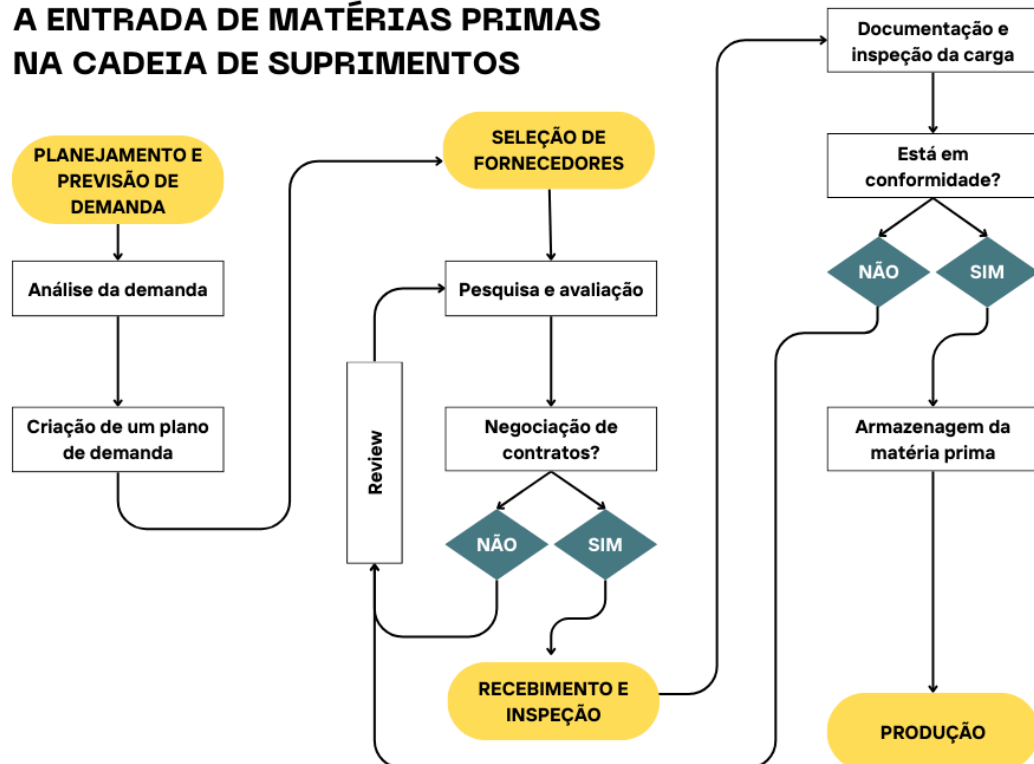 A ENTRADA DE MATÉRIAS PRIMAS
NA CADEIA DE SUPRIMENTOS
PLANEJAMENTO E
PREVISÃO DE
DEMANDA
Análise da demanda
Criação de um plano
de demanda
SELEÇÃO DE
FORNECEDORES
Pesquisa e avaliação
Review
Negociação de
contratos?
NÃO
SIM
RECEBIMENTO E
INSPEÇÃO
Documentação e
inspeção da carga
Está em
conformidade?
NÃO
SIM
Armazenagem da
matéria prima
PRODUÇÃO